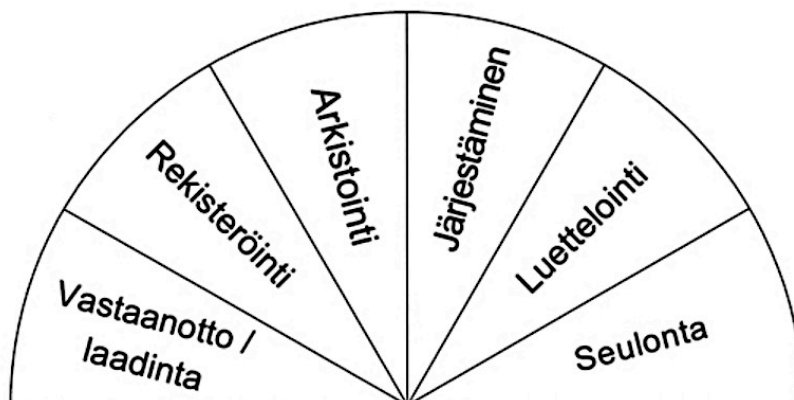 Vastaanotto /
laadinta
Rekisteröinti
Arkistointi
Järjestäminen
Luettelointi
Seulonta